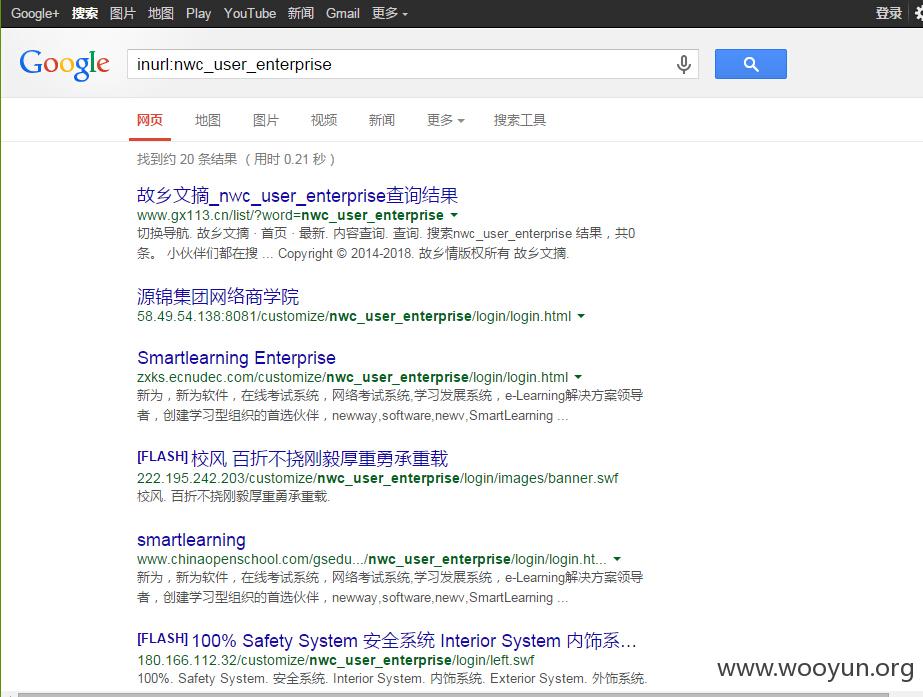 Google+ 搜索 图片 地图 Play YouTube 新闻 Gmail 更多 登录
Google inurl:nwc_user_enterprise
网页 地图 图片 视频 新闻 更多 搜索工具
找到约 20 条结果 （用时 0.21 秒）
故乡文摘_nwc_user_enterprise查询结果
www.gx113.cn/list/?word=nwc_user_enterprise
切换导航. 故乡文摘 · 首页 · 最新. 内容查询. 查询. 搜索nwc_user_enterprise 结果，共0
条。 小伙伴们都在搜 ... Copyright © 2014-2018. 故乡情版权所有 故乡文摘.
源锦集团网络商学院
58.49.54.138:8081/customize/nwc_user_enterprise/login/login.html
Smartlearning Enterprise
zxks.ecnudec.com/customize/nwc_user_enterprise/login/login.html
新为，新为软件，在线考试系统，网络考试系统,学习发展系统，e-Learning解决方案领导
者，创建学习型组织的首选伙伴，newway,software,newv,SmartLearning ...
[FLASH] 校风 百折不挠刚毅厚重勇承重载
222.195.242.203/customize/nwc_user_enterprise/login/images/banner.swf
校风. 百折不挠刚毅厚重勇承重载.
smartlearning
www.chinaopenschool.com/gsedu.../nwc_user_enterprise/login/login.ht...
新为，新为软件，在线考试系统，网络考试系统,学习发展系统，e-Learning解决方案领导
者，创建学习型组织的首选伙伴，newway,software,newv,SmartLearning ...
[FLASH] 100% Safety System 安全系统 Interior System 内饰系...
180.166.112.32/customize/nwc_user_enterprise/login/left.swf
100%. Safety System. 安全系统. Interior System. 内饰系统. Exterior System. 外饰系统.
www.wooyun.org